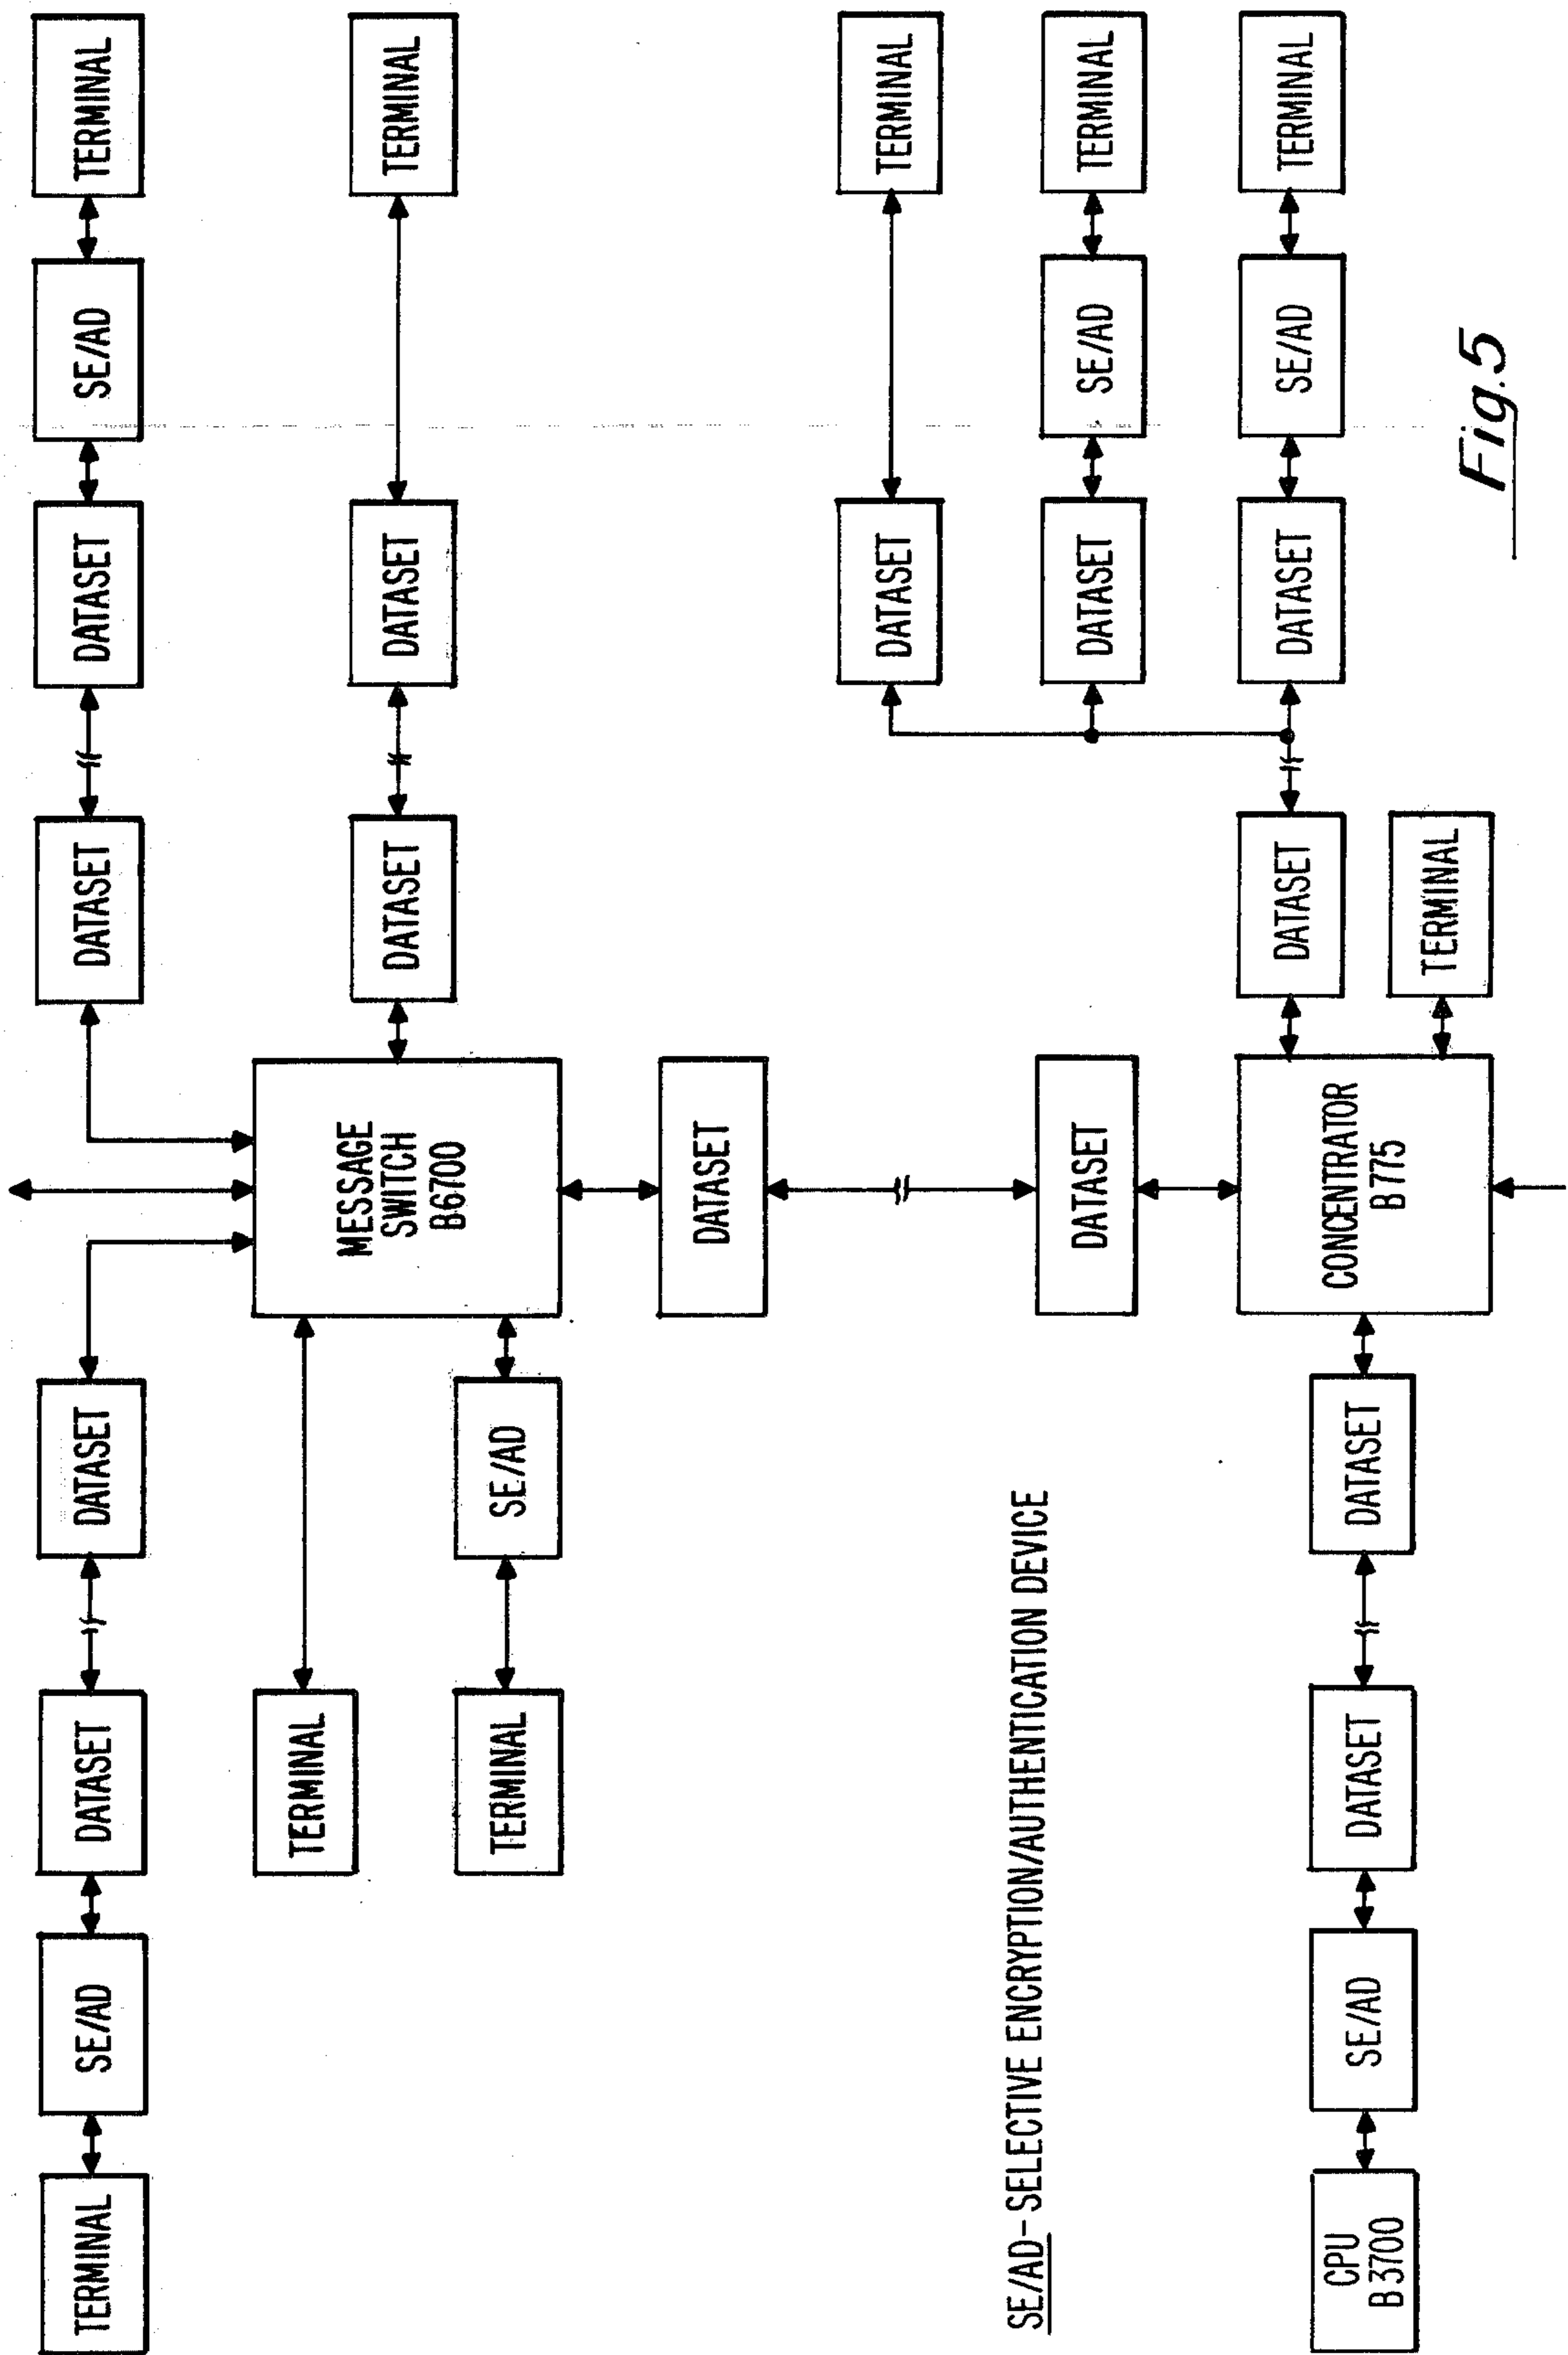 TERMINAL
SE/AD
DATASET
DATASET
DATASET
DATASET
SE/AD
TERMINAL
TERMINAL
MESSAGE
SWITCH
B6700
DATASET
DATASET
TERMINAL
TERMINAL
SE/AD
DATASET
DATASET
TERMINAL
SE/AD-SELECTIVE ENCRYPTION/AUTHENTICATION DEVICE
DATASET
DATASET
SE/AD
TERMINAL
DATASET
DATASET
SE/AD
TERMINAL
CPU
B3700
SE/AD
DATASET
DATASET
CONCENTRATOR
B775
TERMINAL
Fig.5